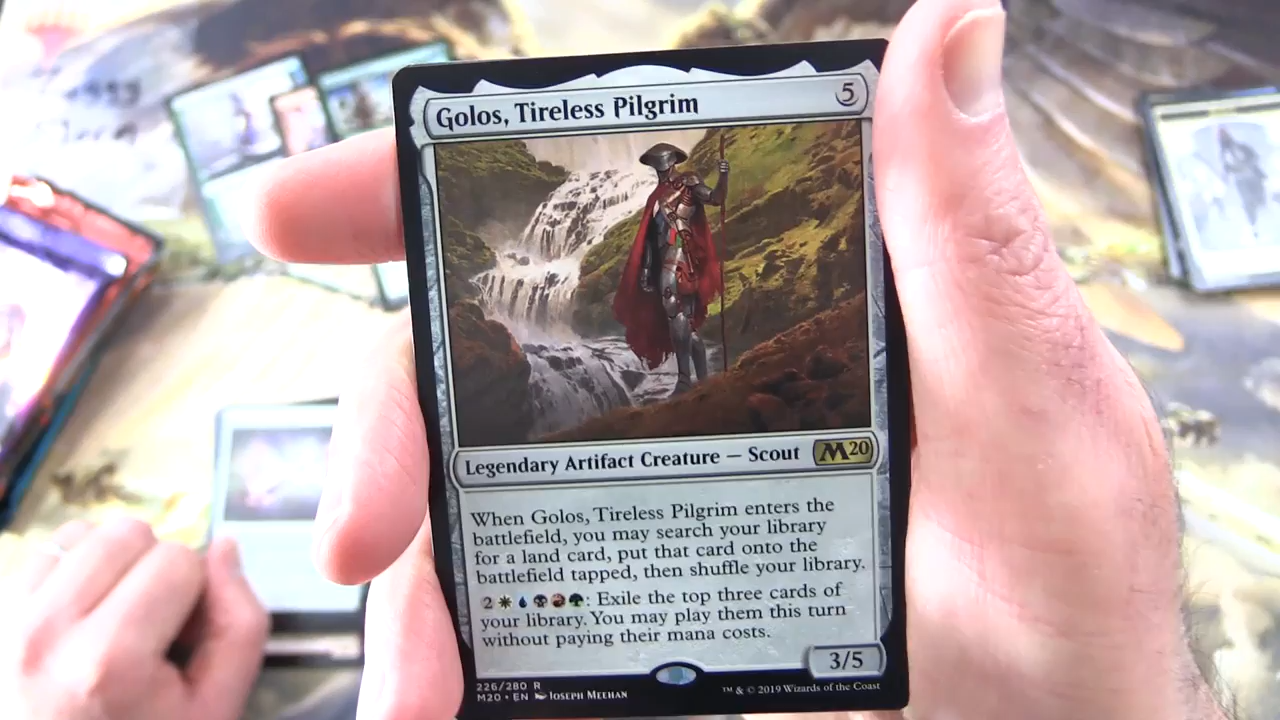 Golos, Tireless Pilgrim 5
Legendary Artifact Creature — Scout M20
When Golos, Tireless Pilgrim enters the
battlefield, you may search your library
for a land card, put that card onto the
battlefield tapped, then shuffle your library.
2 : Exile the top three cards of
your library. You may play them this turn
without paying their mana costs.
3/5
226/280 R
M20 • EN Joseph Meehan
™ & © 2019 Wizards of the Coast